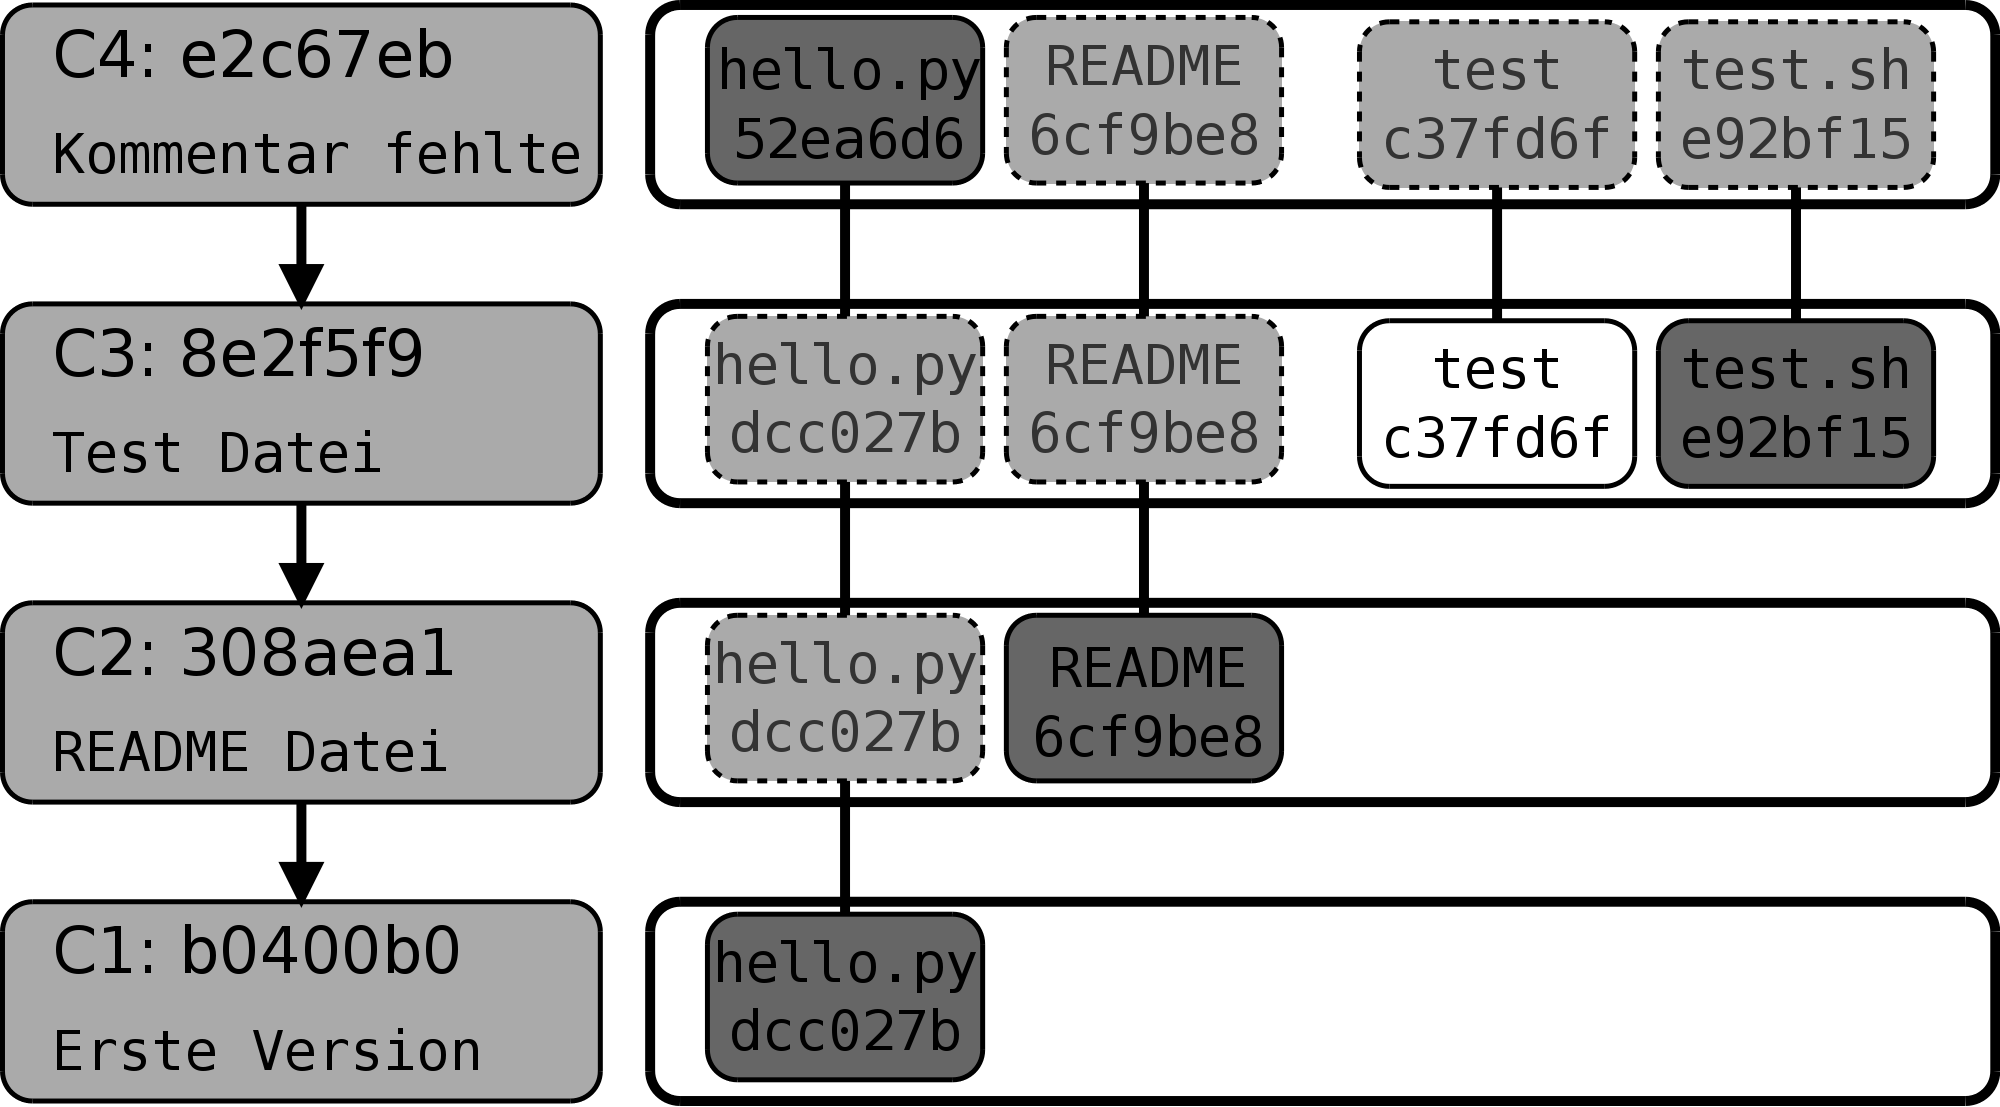 C4: e2c67eb
Kommentar fehlte
hello.py
52ea6d6
README
6cf9be8
test
c37fd6f
test.sh
e92bf15
C3: 8e2f5f9
Test Datei
hello.py
dcc027b
README
6cf9be8
test
c37fd6f
test.sh
e92bf15
C2: 308aea1
README Datei
hello.py
dcc027b
README
6cf9be8
C1: b0400b0
Erste Version
hello.py
dcc027b